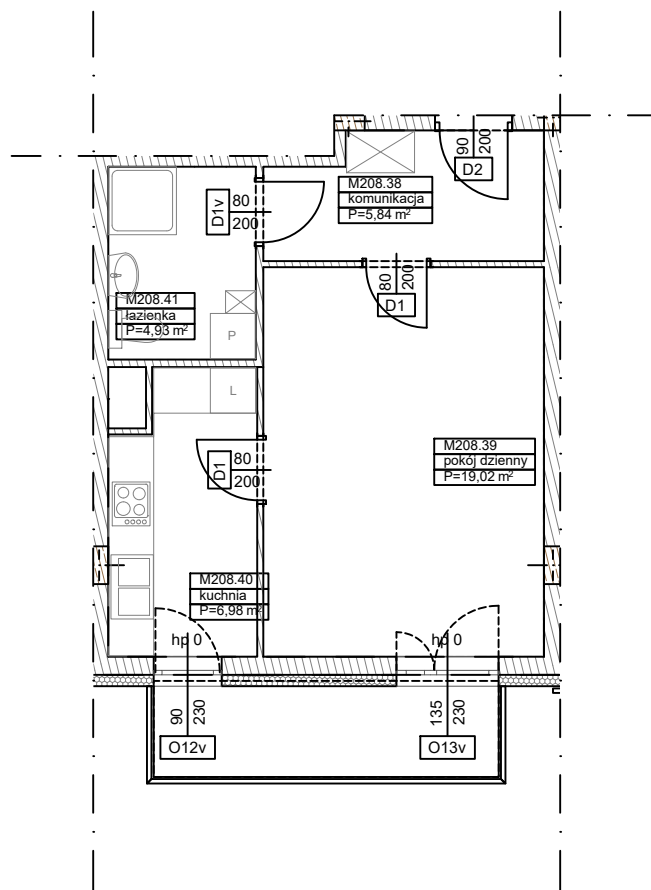 90
200
D2
M208.38
komunikacja
P=5,84 m²
D1v
80
200
80
200
D1
M208.41
łazienka
P=4,93 m²
P
L
D1
80
200
M208.39
pokój dzienny
P=19,02 m²
M208.40
kuchnia
P=6,98 m²
hp 0
hp 0
90
230
135
230
O12v
O13v